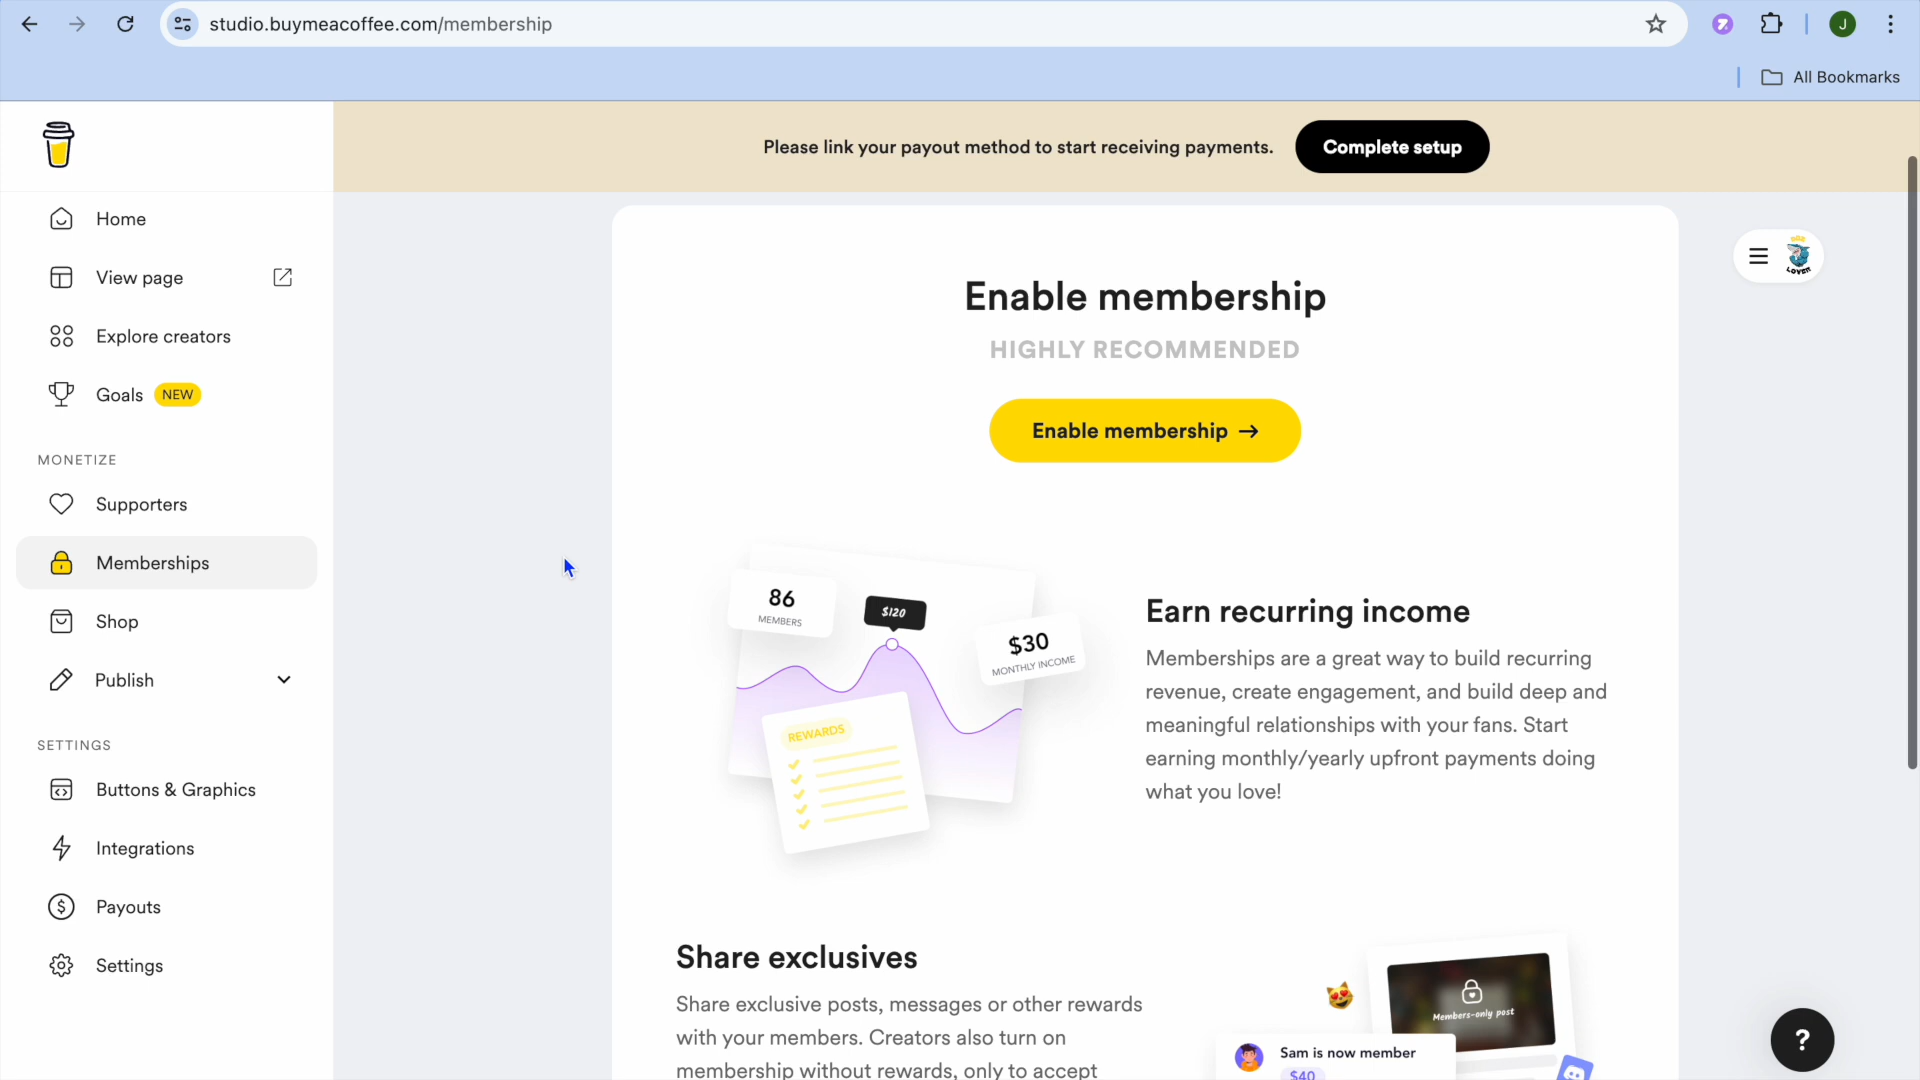 studio.buymeacoffee.com/membership
J
All Bookmarks
Please link your payout method to start receiving payments.
Complete setup
Home
View page
Explore creators
Goals NEW
MONETIZE
Supporters
Memberships
Shop
Publish
SETTINGS
Buttons & Graphics
Integrations
Payouts
Settings
LOVER
Enable membership
HIGHLY RECOMMENDED
Enable membership →
86
MEMBERS
$120
$30
MONTHLY INCOME
REWARDS
Earn recurring income
Memberships are a great way to build recurring
revenue, create engagement, and build deep and
meaningful relationships with your fans. Start
earning monthly/yearly upfront payments doing
what you love!
Share exclusives
Share exclusive posts, messages or other rewards
with your members. Creators also turn on
membership without rewards, only to accept
Members-only post
Sam is now member
$40
?